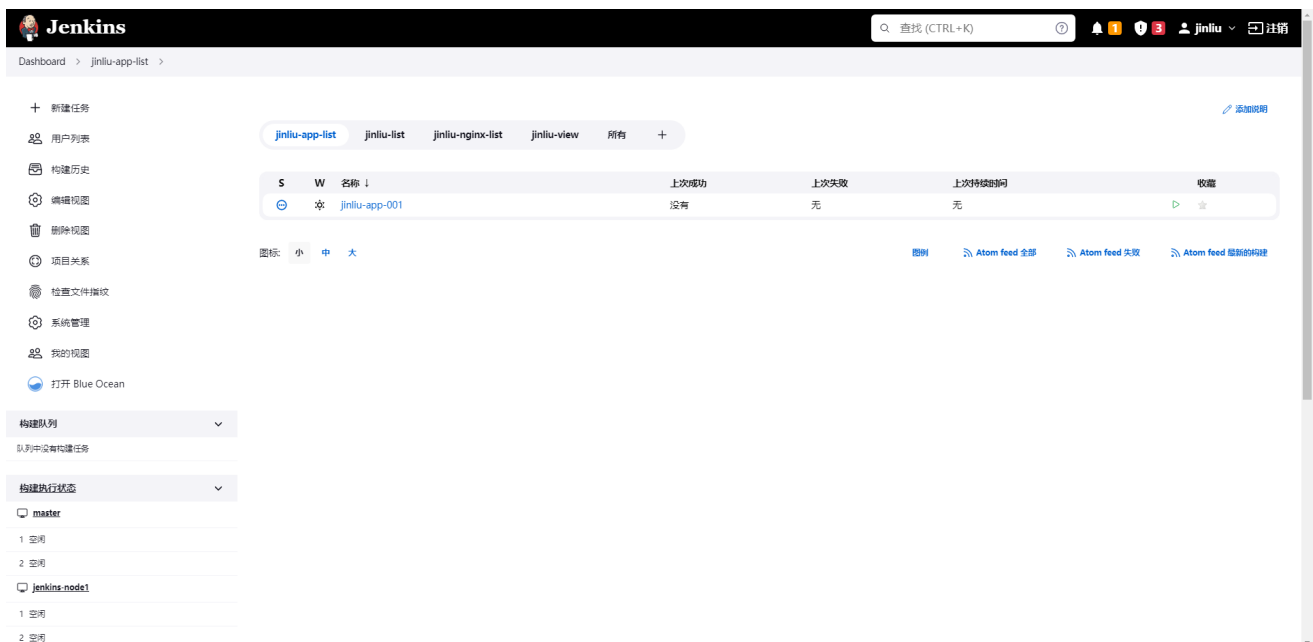 Jenkins
查找 (CTRL+K)
1
3
jinliu
注销
Dashboard > jinliu-app-list >
新建任务
用户列表
构建历史
编辑视图
删除视图
项目关系
检查文件指纹
系统管理
我的视图
打开 Blue Ocean
构建队列
队列中没有构建任务
构建执行状态
master
1 空闲
2 空闲
jenkins-node1
1 空闲
2 空闲
添加说明
jinliu-app-list jinliu-list jinliu-nginx-list jinliu-view 所有 +
S W 名称 ↓ 上次成功 上次失败 上次持续时间 收藏
jinliu-app-001 没有 无 无
图标: 小 中 大
图例 Atom feed 全部 Atom feed 失败 Atom feed 最新的构建